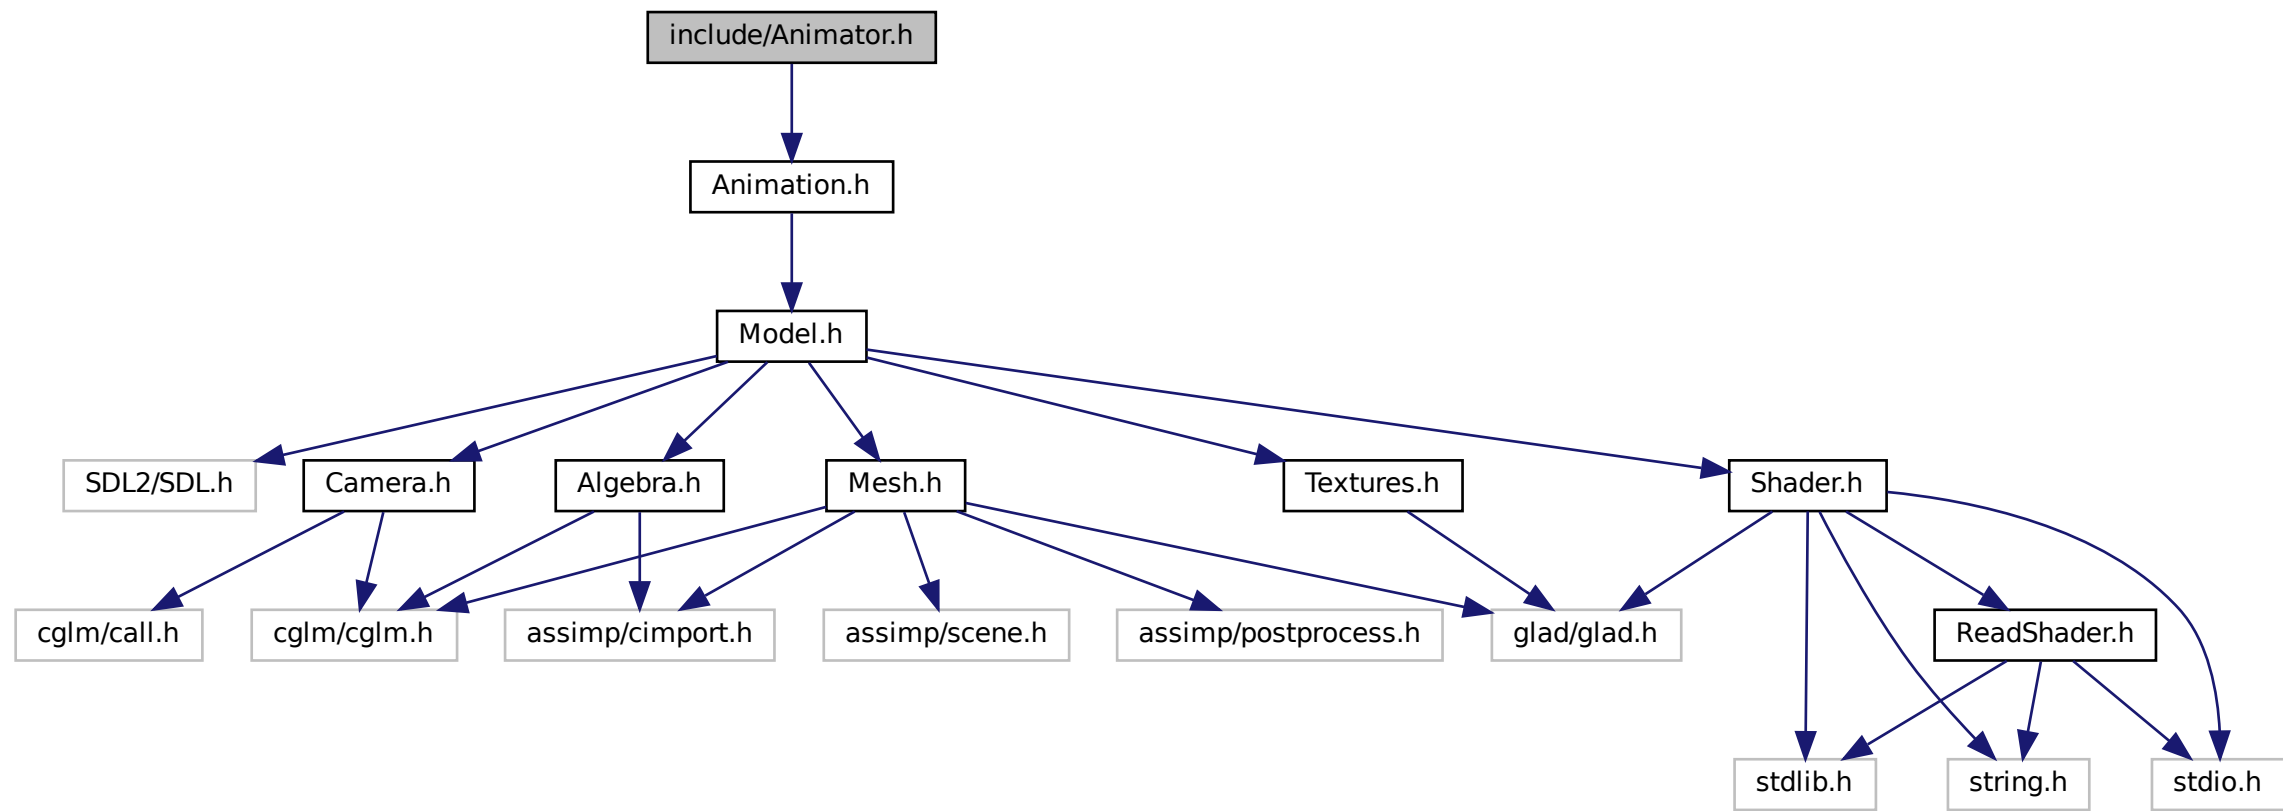 include/Animator.h
Animation.h
Model.h
SDL2/SDL.h
Camera.h
Algebra.h
Mesh.h
Textures.h
Shader.h
cglm/call.h
cglm/cglm.h
assimp/cimport.h
assimp/scene.h
assimp/postprocess.h
glad/glad.h
ReadShader.h
stdlib.h
string.h
stdio.h